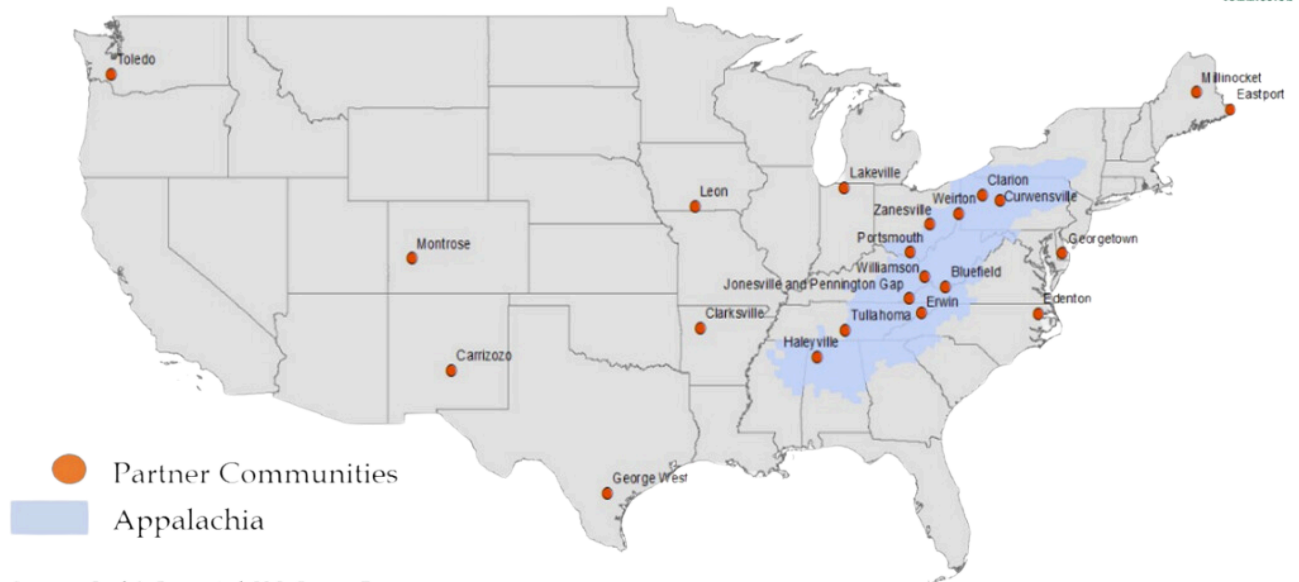 Toledo
Millinocket
Eastport
Lakeville
Clarion
Leon
Weirton
Curwensville
Zanesville
Portsmouth
Georgetown
Montrose
Williamson
Bluefield
Jonesville and Pennington Gap
Erwin
Edenton
Clarksville
Tullahoma
Haleyville
Carrizozo
George West
Partner Communities
Appalachia